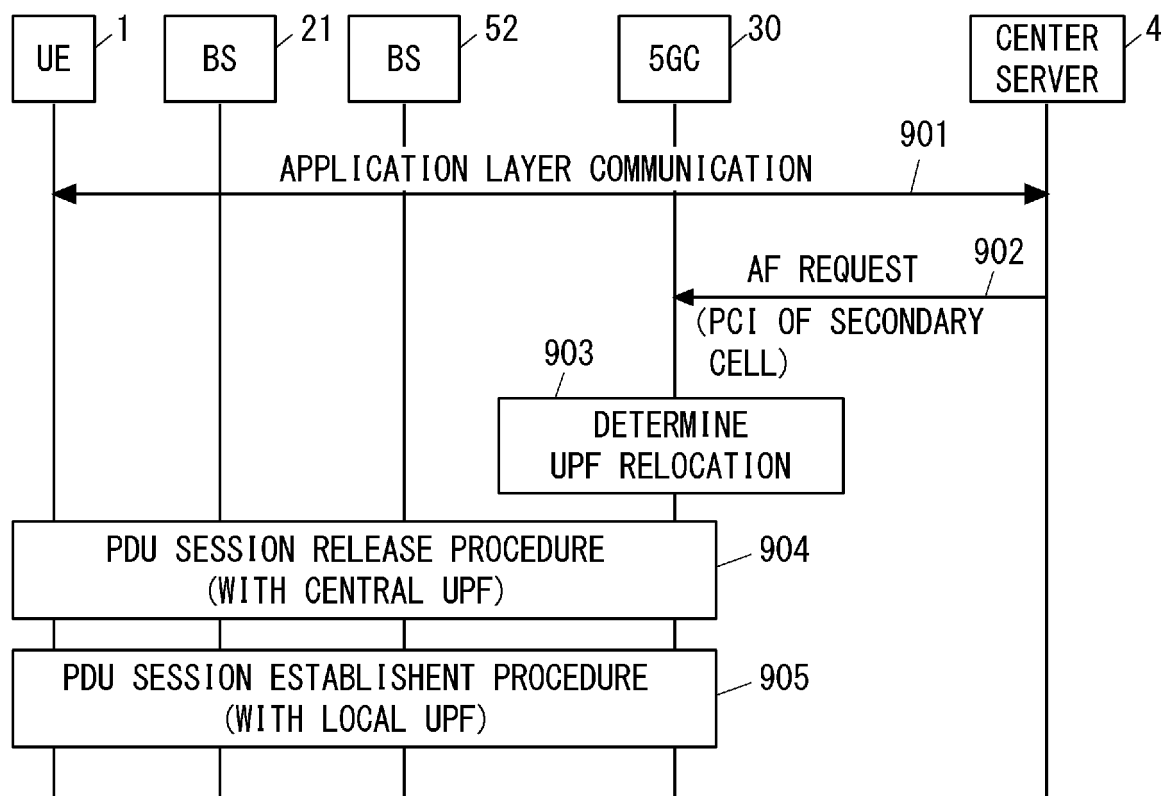 1
21
52
30
4
UE
BS
BS
5GC
CENTER
SERVER
901
APPLICATION LAYER COMMUNICATION
902
AF REQUEST
(PCI OF SECONDARY
CELL)
903
DETERMINE
UPF RELOCATION
PDU SESSION RELEASE PROCEDURE
(WITH CENTRAL UPF)
904
PDU SESSION ESTABLISHENT PROCEDURE
(WITH LOCAL UPF)
905